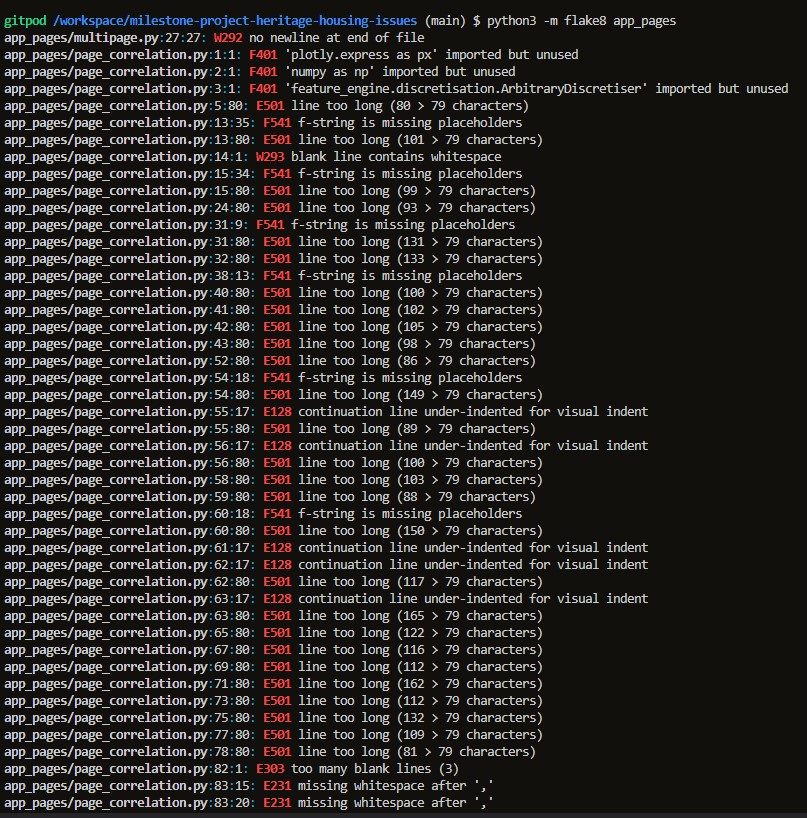 gitpod /workspace/milestone-project-heritage-housing-issues (main) $ python3 -m flake8 app_pages
app_pages/multipage.py:27:27: W292 no newline at end of file
app_pages/page_correlation.py:1:1: F401 'plotly.express as px' imported but unused
app_pages/page_correlation.py:2:1: F401 'numpy as np' imported but unused
app_pages/page_correlation.py:3:1: F401 'feature_engine.discretisation.ArbitraryDiscretiser' imported but unused
app_pages/page_correlation.py:5:80: E501 line too long (80 > 79 characters)
app_pages/page_correlation.py:13:35: F541 f-string is missing placeholders
app_pages/page_correlation.py:13:80: E501 line too long (101 > 79 characters)
app_pages/page_correlation.py:14:1: W293 blank line contains whitespace
app_pages/page_correlation.py:15:34: F541 f-string is missing placeholders
app_pages/page_correlation.py:15:80: E501 line too long (99 > 79 characters)
app_pages/page_correlation.py:24:80: E501 line too long (93 > 79 characters)
app_pages/page_correlation.py:31:9: F541 f-string is missing placeholders
app_pages/page_correlation.py:31:80: E501 line too long (131 > 79 characters)
app_pages/page_correlation.py:32:80: E501 line too long (133 > 79 characters)
app_pages/page_correlation.py:38:13: F541 f-string is missing placeholders
app_pages/page_correlation.py:40:80: E501 line too long (100 > 79 characters)
app_pages/page_correlation.py:41:80: E501 line too long (102 > 79 characters)
app_pages/page_correlation.py:42:80: E501 line too long (105 > 79 characters)
app_pages/page_correlation.py:43:80: E501 line too long (98 > 79 characters)
app_pages/page_correlation.py:52:80: E501 line too long (86 > 79 characters)
app_pages/page_correlation.py:54:18: F541 f-string is missing placeholders
app_pages/page_correlation.py:54:80: E501 line too long (149 > 79 characters)
app_pages/page_correlation.py:55:17: E128 continuation line under-indented for visual indent
app_pages/page_correlation.py:55:80: E501 line too long (89 > 79 characters)
app_pages/page_correlation.py:56:17: E128 continuation line under-indented for visual indent
app_pages/page_correlation.py:56:80: E501 line too long (100 > 79 characters)
app_pages/page_correlation.py:58:80: E501 line too long (103 > 79 characters)
app_pages/page_correlation.py:59:80: E501 line too long (88 > 79 characters)
app_pages/page_correlation.py:60:18: F541 f-string is missing placeholders
app_pages/page_correlation.py:60:80: E501 line too long (150 > 79 characters)
app_pages/page_correlation.py:61:17: E128 continuation line under-indented for visual indent
app_pages/page_correlation.py:62:17: E128 continuation line under-indented for visual indent
app_pages/page_correlation.py:62:80: E501 line too long (117 > 79 characters)
app_pages/page_correlation.py:63:17: E128 continuation line under-indented for visual indent
app_pages/page_correlation.py:63:80: E501 line too long (165 > 79 characters)
app_pages/page_correlation.py:65:80: E501 line too long (122 > 79 characters)
app_pages/page_correlation.py:67:80: E501 line too long (116 > 79 characters)
app_pages/page_correlation.py:69:80: E501 line too long (112 > 79 characters)
app_pages/page_correlation.py:71:80: E501 line too long (162 > 79 characters)
app_pages/page_correlation.py:73:80: E501 line too long (112 > 79 characters)
app_pages/page_correlation.py:75:80: E501 line too long (132 > 79 characters)
app_pages/page_correlation.py:77:80: E501 line too long (109 > 79 characters)
app_pages/page_correlation.py:78:80: E501 line too long (81 > 79 characters)
app_pages/page_correlation.py:82:1: E303 too many blank lines (3)
app_pages/page_correlation.py:83:15: E231 missing whitespace after ','
app_pages/page_correlation.py:83:20: E231 missing whitespace after ','